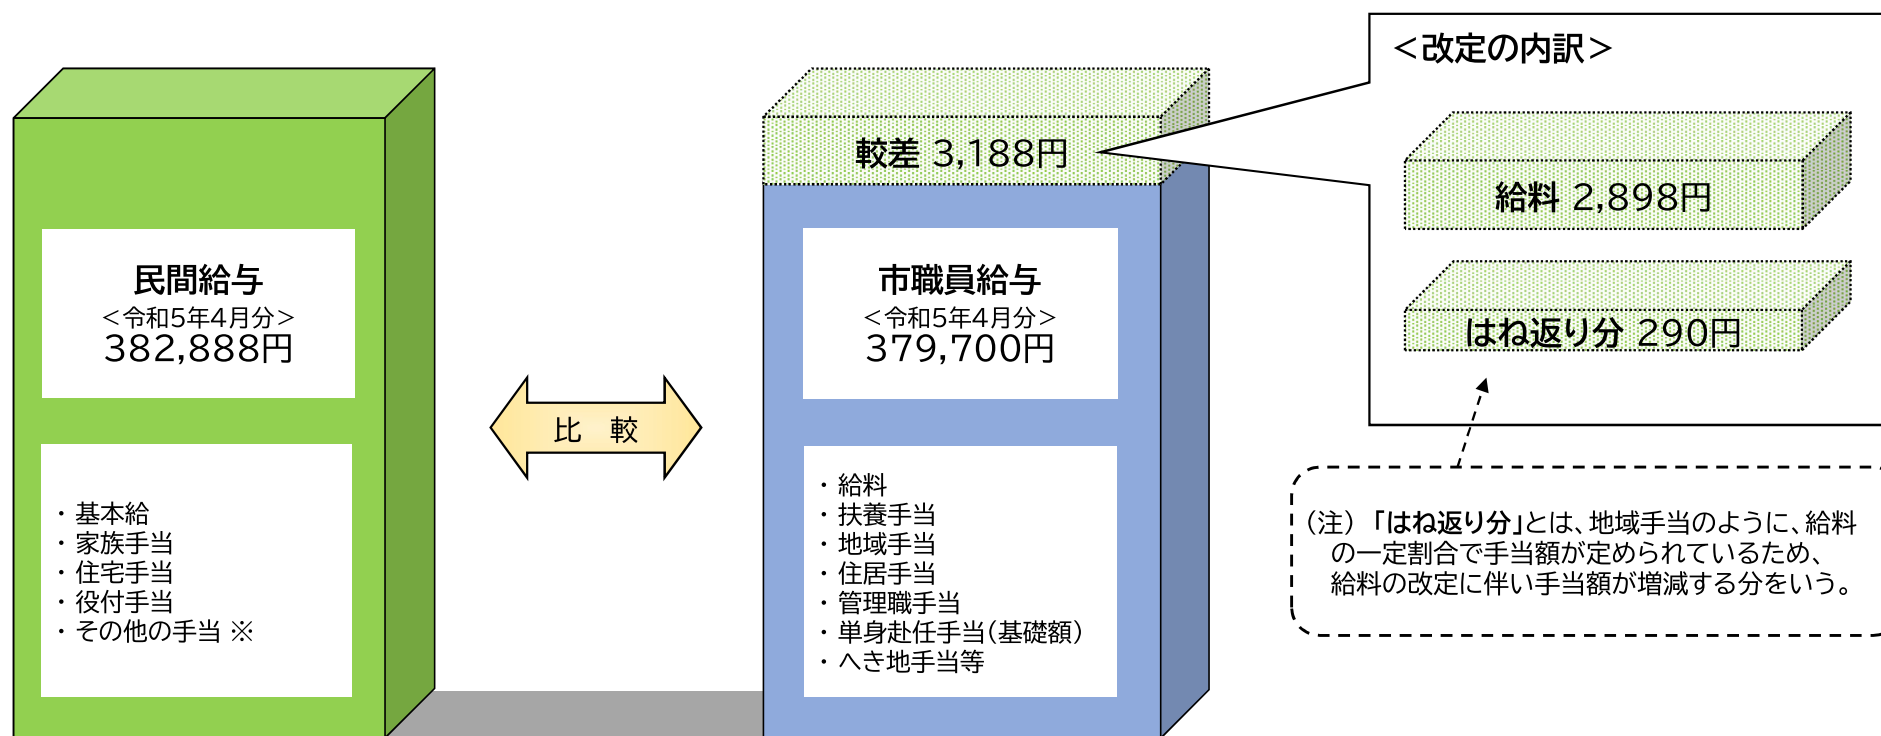 民間給与
＜令和5年4月分＞
382,888円
・ 基本給
・ 家族手当
・ 住宅手当
・ 役付手当
・ その他の手当 ※
比　較
較差 3,188円
市職員給与
＜令和5年4月分＞
379,700円
・ 給料
・ 扶養手当
・ 地域手当
・ 住居手当
・ 管理職手当
・ 単身赴任手当（基礎額）
・ へき地手当等
＜改定の内訳＞
給料 2,898円
はね返り分 290円
（注）「はね返り分」とは、地域手当のように、給料
の一定割合で手当額が定められているため、
給料の改定に伴い手当額が増減する分をいう。